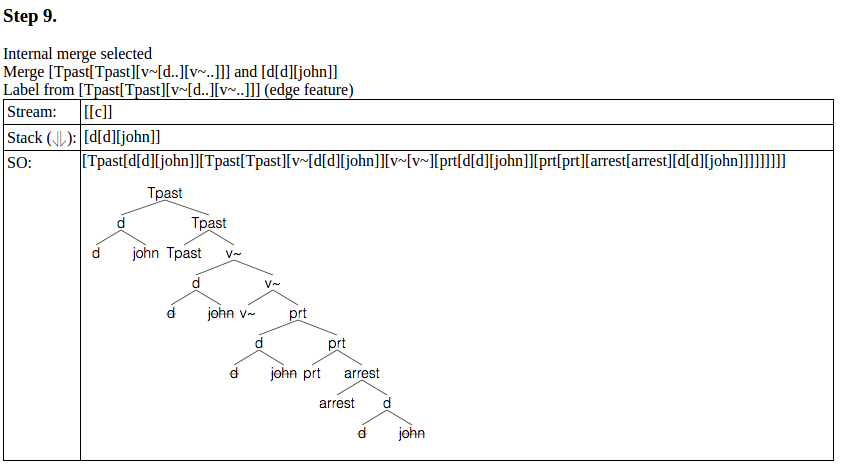 Step 9.
Internal merge selected
Merge [Tpast[Tpast][v~[d..][v~..]]] and [d[d][john]]
Label from [Tpast[Tpast][v~[d..][v~..]]] (edge feature)
Stream: [[c]]
Stack (⇓): [d[d][john]]
SO: [Tpast[d[d][john]][Tpast[Tpast][v~[d[d][john]][v~[v~][prt[d[d][john]][prt[prt][arrest[arrest][d[d][john]]]]]]]]]
Tpast
d Tpast
d john Tpast v~
d v~
d john v~ prt
d prt
d john prt arrest
arrest d
d john